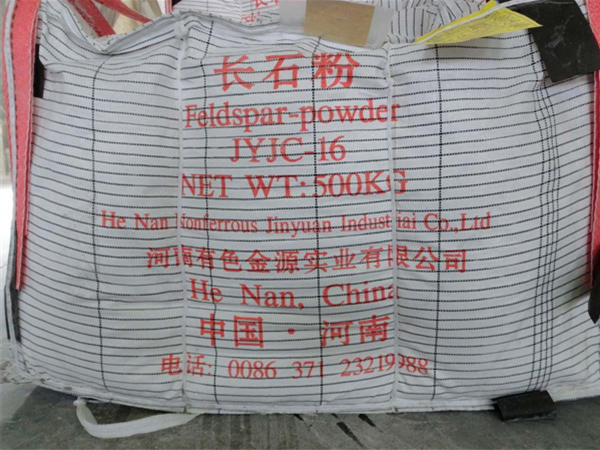 长石粉
Feldspar-powder
JYJC-16
NET WT:500KG
He Nan Nonferrous Jinyuan Industrial Co.,Ltd
河南有色金源实业有限公司
He Nan, China
中国·河南
电话: 0086 371 23219988